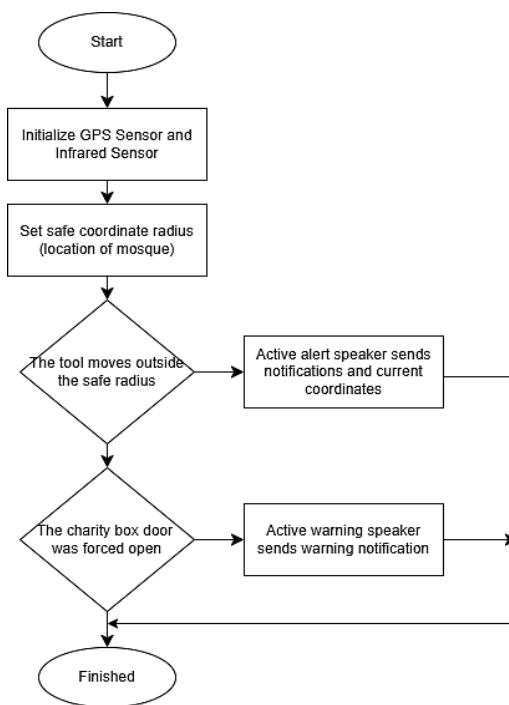 Start
Initialize GPS Sensor and
Infrared Sensor
Set safe coordinate radius
(location of mosque)
The tool moves outside
the safe radius
Active alert speaker sends
notifications and current
coordinates
The charity box door
was forced open
Active warning speaker
sends warning notification
Finished